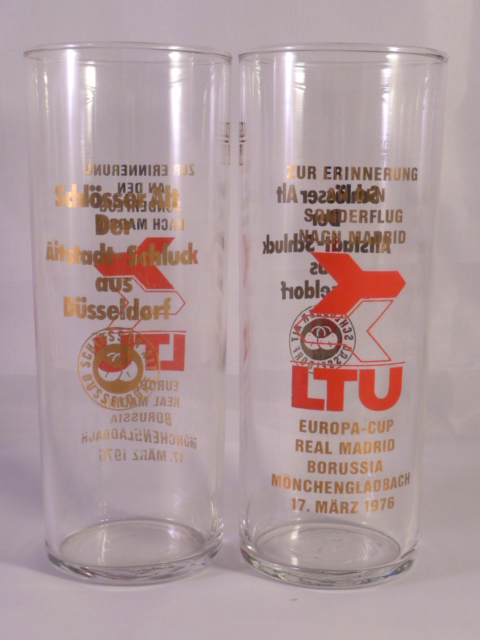 Schlösser Alt
Der
Altstadt-Schluck
aus
Düsseldorf
ZUR ERINNERUNG
AN DEN
SONDERFLUG
NACH MADRID
LTU
EUROPA-CUP
REAL MADRID
BORUSSIA
MÖNCHENGLADBACH
17. MÄRZ 1976